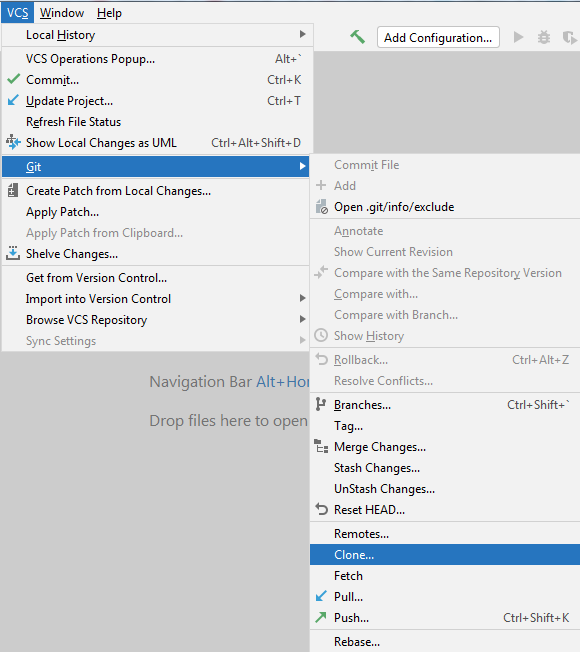 VCS Window Help
Local History
Add Configuration...
VCS Operations Popup... Alt+`
Commit... Ctrl+K
Update Project... Ctrl+T
Refresh File Status
Show Local Changes as UML Ctrl+Alt+Shift+D
Git
Create Patch from Local Changes...
Apply Patch...
Apply Patch from Clipboard...
Shelve Changes...
Get from Version Control...
Import into Version Control
Browse VCS Repository
Sync Settings
Commit File
Add
Open .git/info/exclude
Annotate
Show Current Revision
Compare with the Same Repository Version
Compare with...
Compare with Branch...
Show History
Rollback... Ctrl+Alt+Z
Resolve Conflicts...
Branches... Ctrl+Shift+`
Tag...
Merge Changes...
Stash Changes...
UnStash Changes...
Reset HEAD...
Remotes...
Clone...
Fetch
Pull...
Push... Ctrl+Shift+K
Rebase...
Navigation Bar Alt+Ho
Drop files here to open